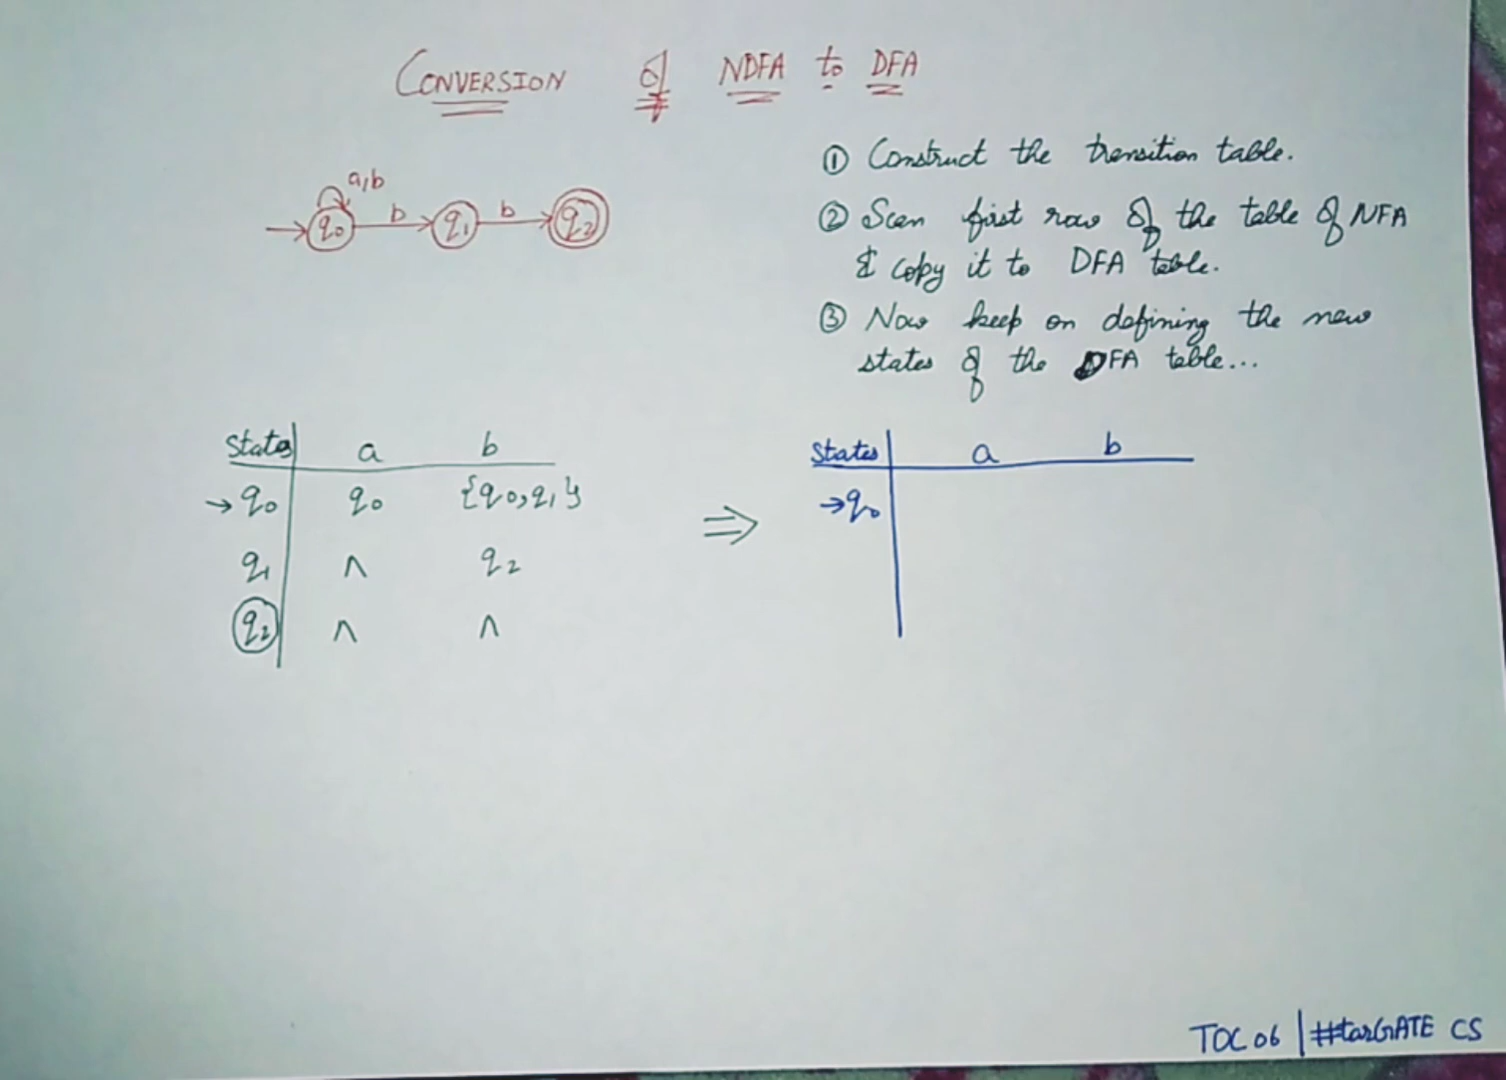 CONVERSION of NDFA to DFA
a,b
q0 b q1 b q2
① Construct the transition table.
② Scan first row of the table of NFA
& copy it to DFA table.
③ Now keep on defining the new
states of the DFA table...
States a b
→q0 q0 {q0,q1}
q1 ∧ q2
q2 ∧ ∧
⇒
States a b
→q0
TOC 06 | #tarGATE CS